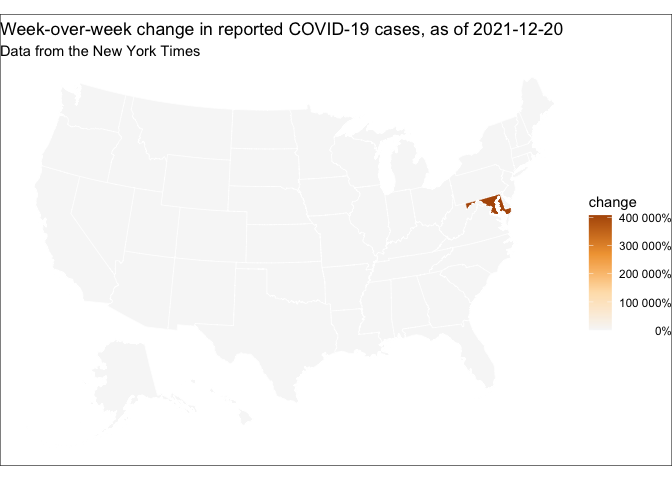 Week-over-week change in reported COVID-19 cases, as of 2021-12-20
Data from the New York Times
change
400 000%
300 000%
200 000%
100 000%
0%